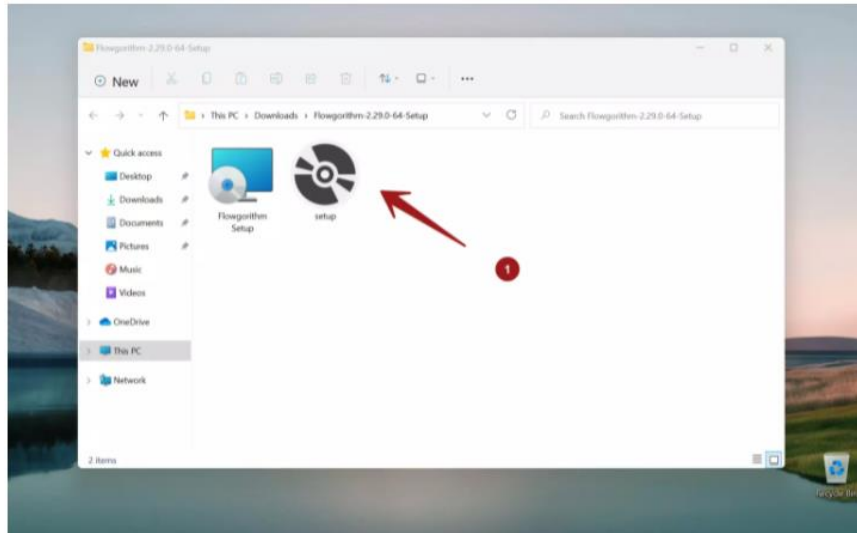 Flowgorithm-2.29.0-64-Setup
New
This PC > Downloads > Flowgorithm-2.29.0-64-Setup
Search Flowgorithm-2.29.0-64-Setup
Quick access
Desktop
Downloads
Documents
Pictures
Music
Videos
OneDrive
This PC
Network
Flowgorithm
Setup
setup
1
2 items
Recycle Bin